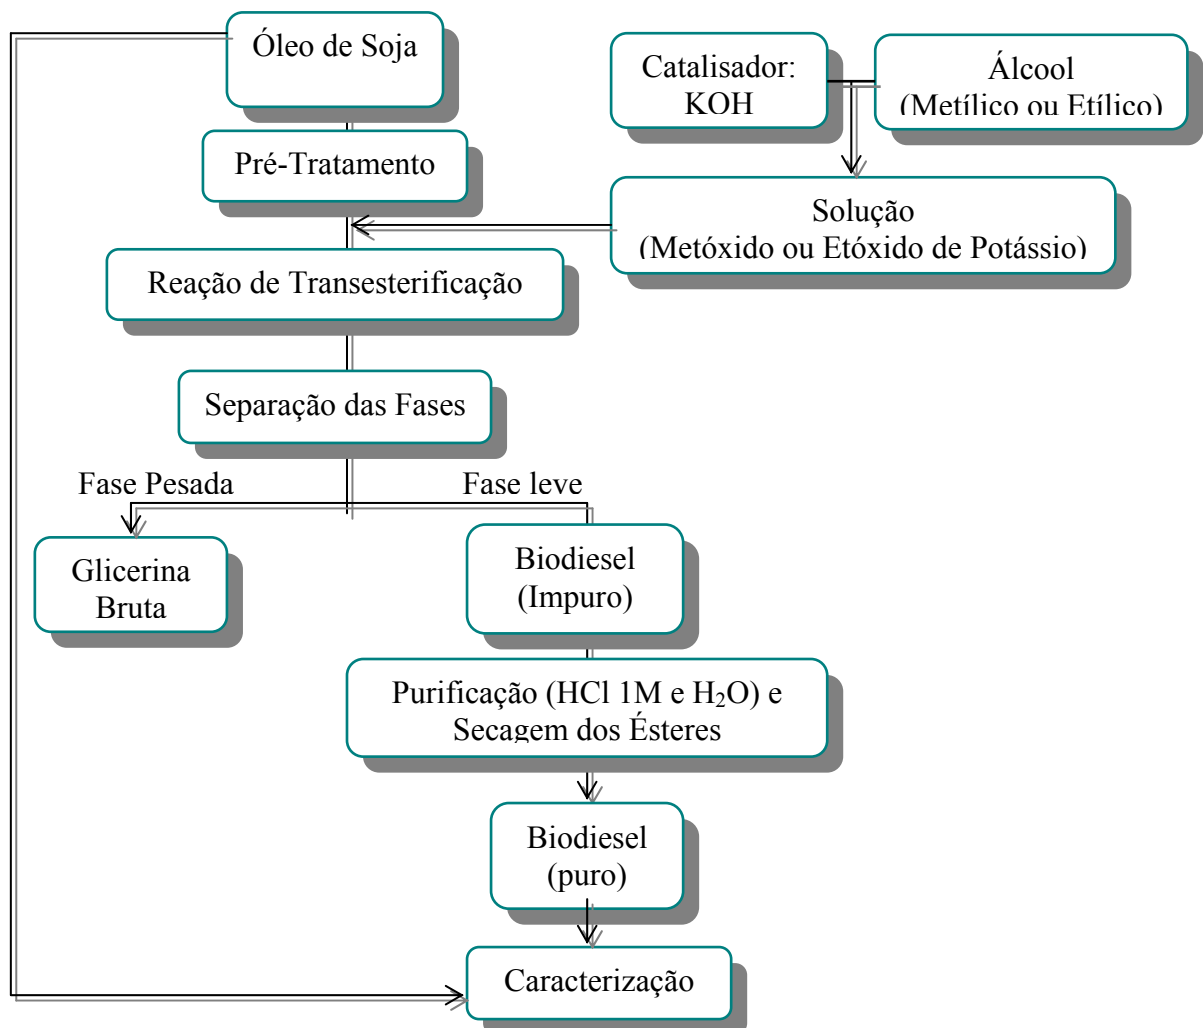 Óleo de Soja
Catalisador:
KOH
Álcool
(Metílico ou Etílico)
Pré-Tratamento
Solução
(Metóxido ou Etóxido de Potássio)
Reação de Transesterificação
Separação das Fases
Fase Pesada
Fase leve
Glicerina
Bruta
Biodiesel
(Impuro)
Purificação (HCl 1M e H₂O) e
Secagem dos Ésteres
Biodiesel
(puro)
Caracterização